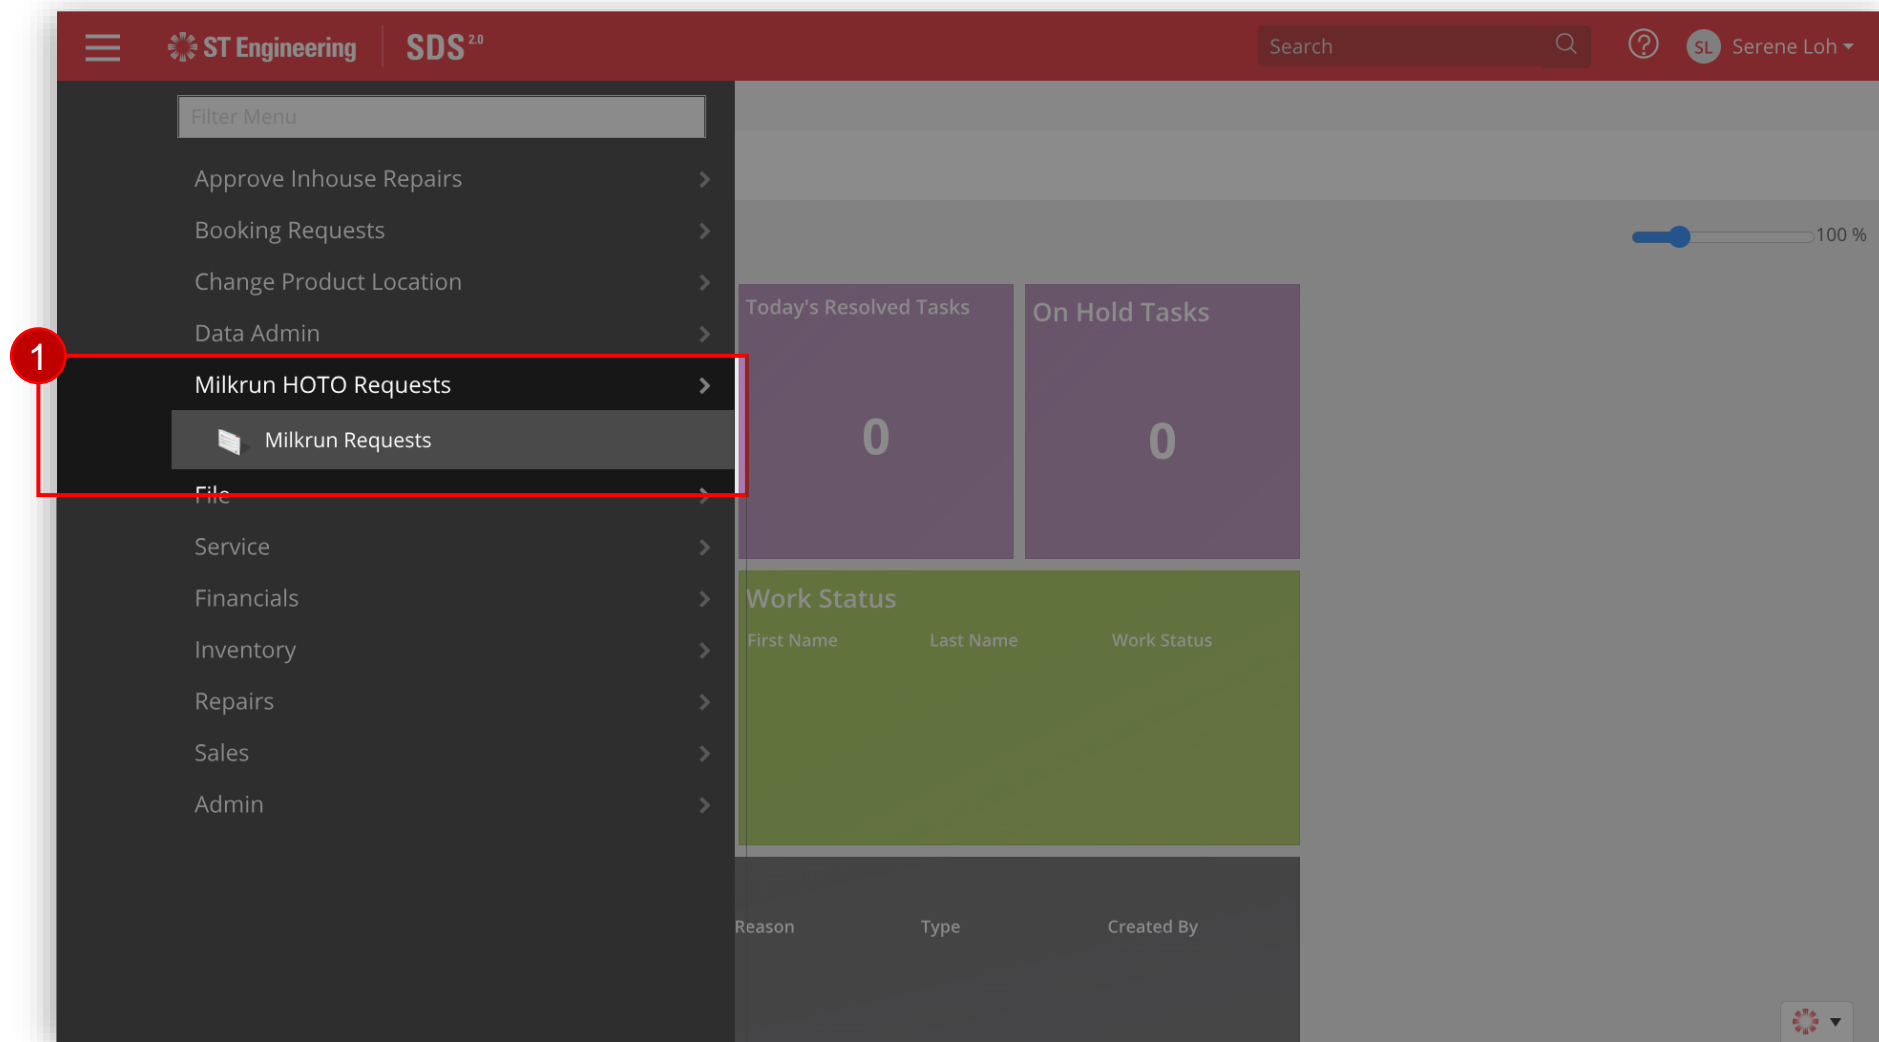 ST Engineering SDS 2.0 Search ? SL Serene Loh
Filter Menu
Approve Inhouse Repairs
Booking Requests
Change Product Location
Data Admin
1
Milkrun HOTO Requests
Milkrun Requests
File
Service
Financials
Inventory
Repairs
Sales
Admin
100 %
Today's Resolved Tasks
0
On Hold Tasks
0
Work Status
First Name Last Name Work Status
Reason Type Created By